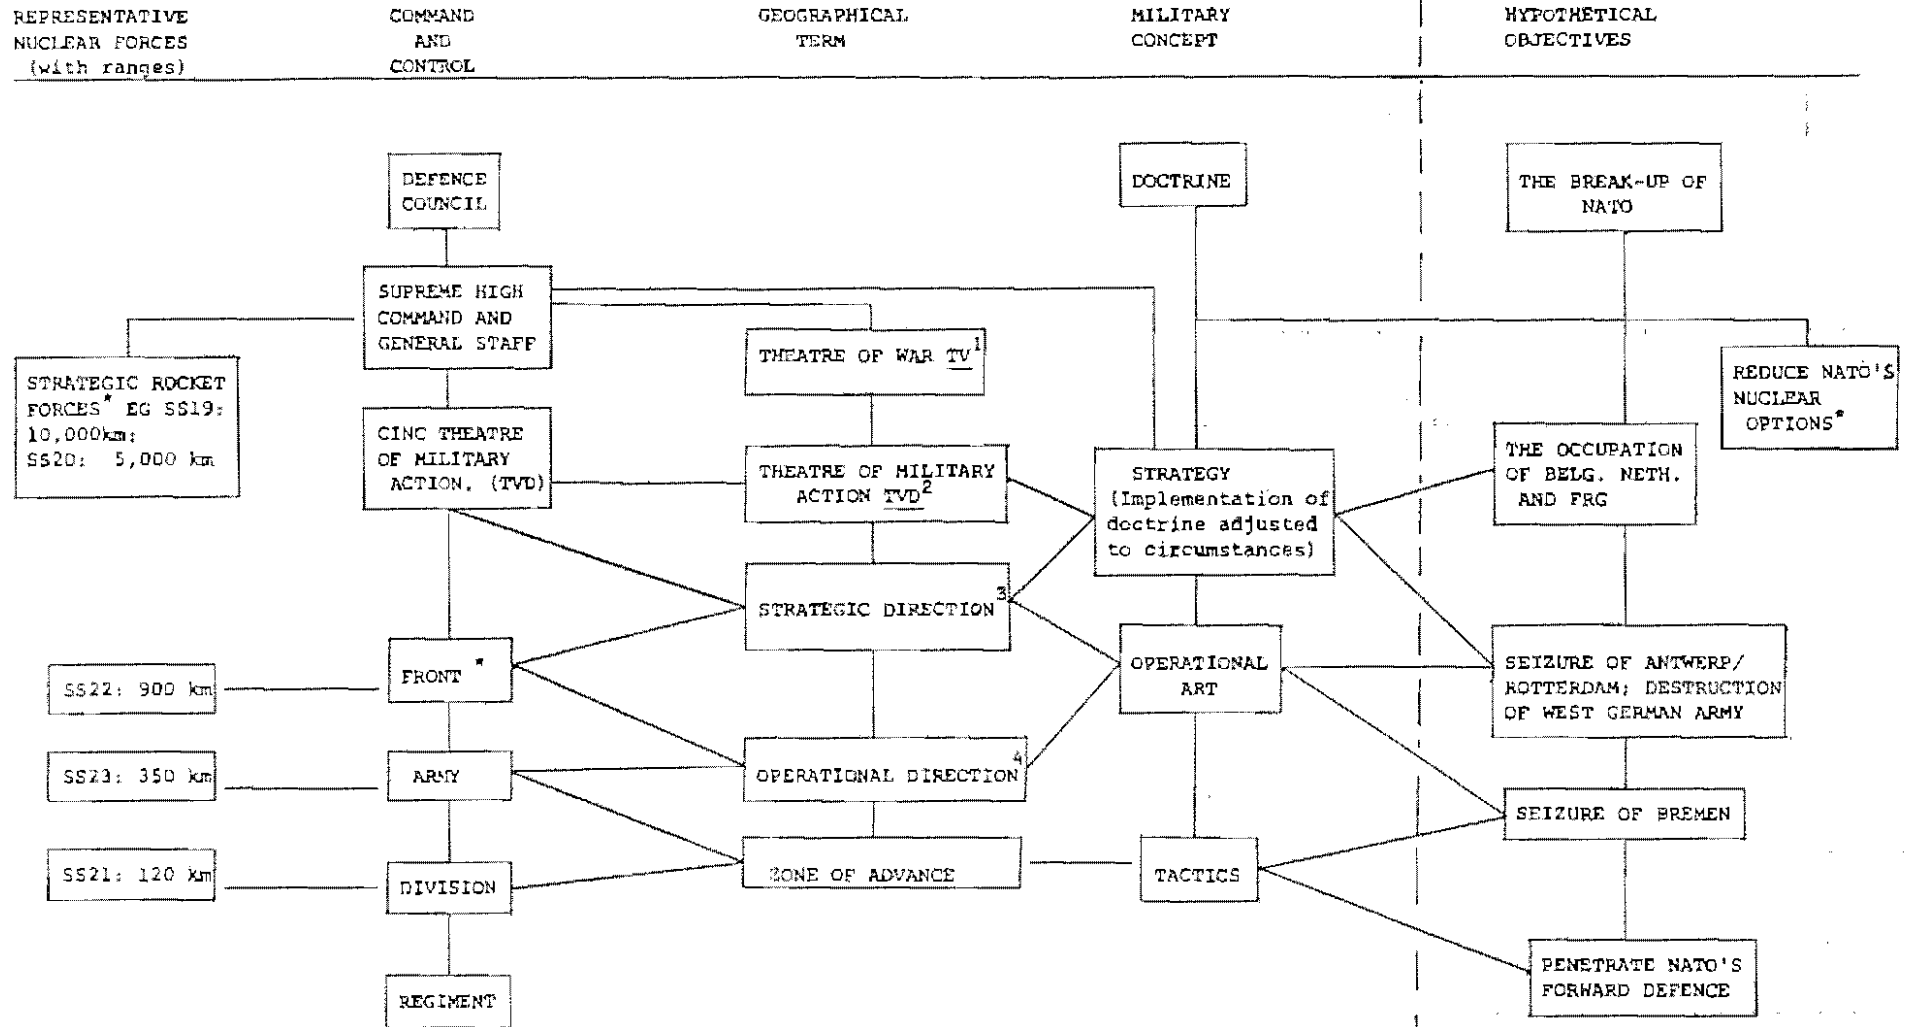 REPRESENTATIVE
NUCLEAR FORCES
(with ranges)
COMMAND
AND
CONTROL
GEOGRAPHICAL
TERM
MILITARY
CONCEPT
HYPOTHETICAL
OBJECTIVES
DEFENCE
COUNCIL
DOCTRINE
THE BREAK-UP OF
NATO
SUPREME HIGH
COMMAND AND
GENERAL STAFF
THEATRE OF WAR TV1
STRATEGIC ROCKET
FORCES* EG SS19:
10,000km;
SS20: 5,000 km
REDUCE NATO'S
NUCLEAR
OPTIONS*
CINC THEATRE
OF MILITARY
ACTION. (TVD)
THEATRE OF MILITARY
ACTION TVD2
STRATEGY
(Implementation of
doctrine adjusted
to circumstances)
THE OCCUPATION
OF BELG. NETH.
AND FRG
STRATEGIC DIRECTION3
SS22: 900 km
FRONT *
OPERATIONAL
ART
SEIZURE OF ANTWERP/
ROTTERDAM; DESTRUCTION
OF WEST GERMAN ARMY
SS23: 350 km
ARMY
OPERATIONAL DIRECTION4
SEIZURE OF BREMEN
SS21: 120 km
DIVISION
ZONE OF ADVANCE
TACTICS
REGIMENT
PENETRATE NATO'S
FORWARD DEFENCE